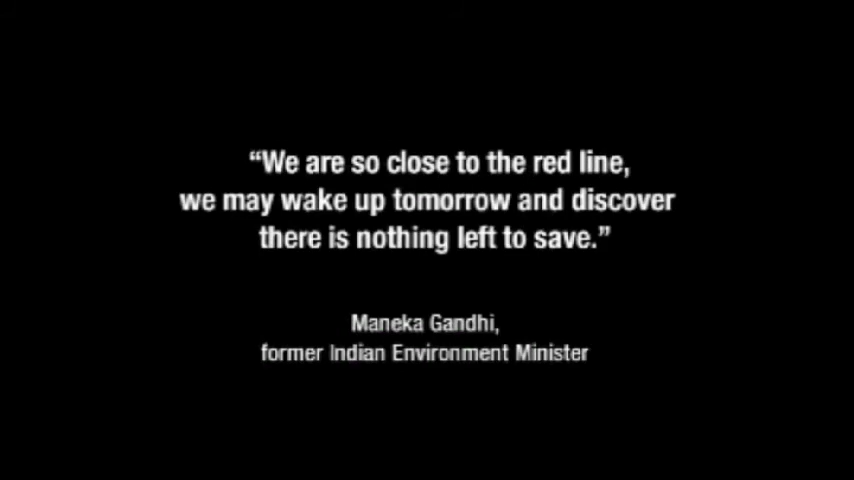 “We are so close to the red line,
we may wake up tomorrow and discover
there is nothing left to save.”
Maneka Gandhi,
former Indian Environment Minister